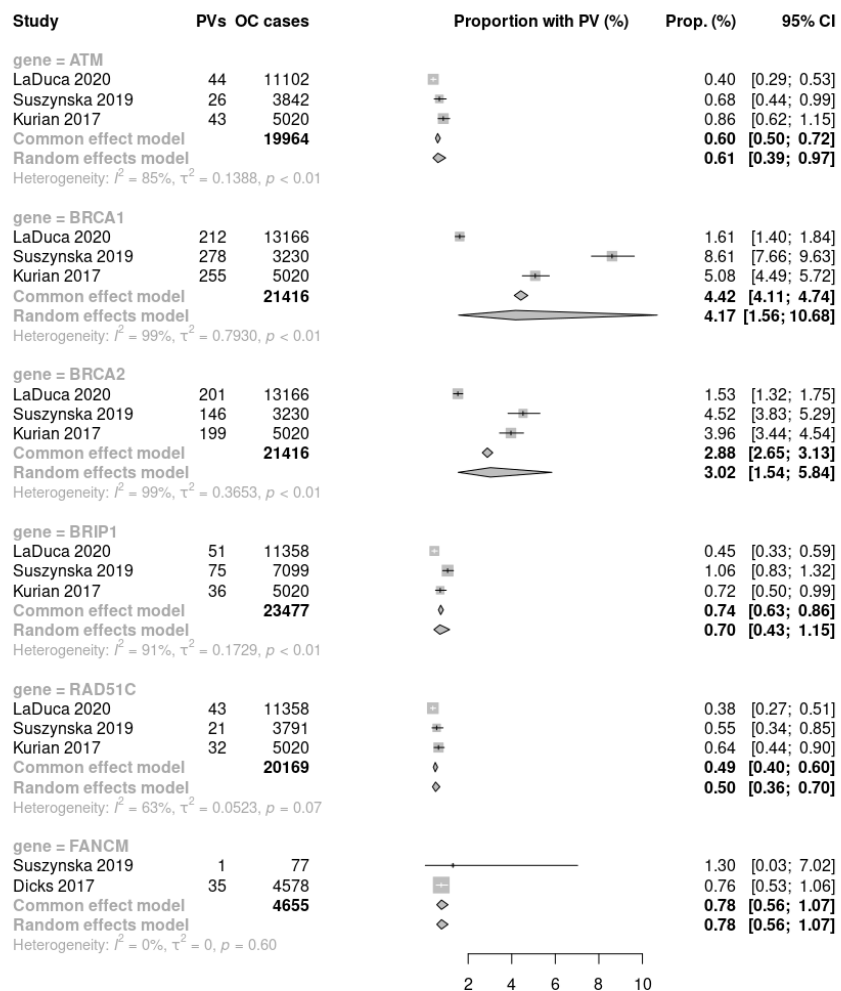 Study PVs OC cases Proportion with PV (%) Prop. (%) 95% CI
gene = ATM
LaDuca 2020 44 11102 0.40 [0.29; 0.53]
Suszynska 2019 26 3842 0.68 [0.44; 0.99]
Kurian 2017 43 5020 0.86 [0.62; 1.15]
Common effect model 19964 0.60 [0.50; 0.72]
Random effects model 0.61 [0.39; 0.97]
Heterogeneity: I² = 85%, τ² = 0.1388, p < 0.01
gene = BRCA1
LaDuca 2020 212 13166 1.61 [1.40; 1.84]
Suszynska 2019 278 3230 8.61 [7.66; 9.63]
Kurian 2017 255 5020 5.08 [4.49; 5.72]
Common effect model 21416 4.42 [4.11; 4.74]
Random effects model 4.17 [1.56; 10.68]
Heterogeneity: I² = 99%, τ² = 0.7930, p < 0.01
gene = BRCA2
LaDuca 2020 201 13166 1.53 [1.32; 1.75]
Suszynska 2019 146 3230 4.52 [3.83; 5.29]
Kurian 2017 199 5020 3.96 [3.44; 4.54]
Common effect model 21416 2.88 [2.65; 3.13]
Random effects model 3.02 [1.54; 5.84]
Heterogeneity: I² = 99%, τ² = 0.3653, p < 0.01
gene = BRIP1
LaDuca 2020 51 11358 0.45 [0.33; 0.59]
Suszynska 2019 75 7099 1.06 [0.83; 1.32]
Kurian 2017 36 5020 0.72 [0.50; 0.99]
Common effect model 23477 0.74 [0.63; 0.86]
Random effects model 0.70 [0.43; 1.15]
Heterogeneity: I² = 91%, τ² = 0.1729, p < 0.01
gene = RAD51C
LaDuca 2020 43 11358 0.38 [0.27; 0.51]
Suszynska 2019 21 3791 0.55 [0.34; 0.85]
Kurian 2017 32 5020 0.64 [0.44; 0.90]
Common effect model 20169 0.49 [0.40; 0.60]
Random effects model 0.50 [0.36; 0.70]
Heterogeneity: I² = 63%, τ² = 0.0523, p = 0.07
gene = FANCM
Suszynska 2019 1 77 1.30 [0.03; 7.02]
Dicks 2017 35 4578 0.76 [0.53; 1.06]
Common effect model 4655 0.78 [0.56; 1.07]
Random effects model 0.78 [0.56; 1.07]
Heterogeneity: I² = 0%, τ² = 0, p = 0.60
2 4 6 8 10